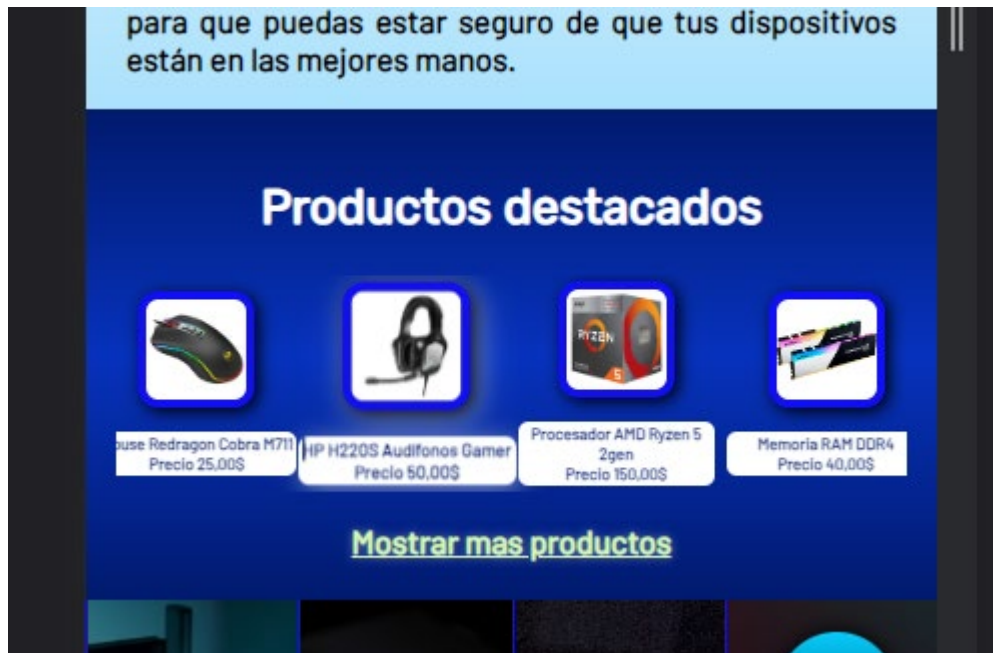 para que puedas estar seguro de que tus dispositivos
están en las mejores manos.
Productos destacados
RYZEN
5
ouse Redragon Cobra M711
Precio 25,00$
HP H220S Audifonos Gamer
Precio 50,00$
Procesador AMD Ryzen 5
2gen
Precio 150,00$
Memoria RAM DDR4
Precio 40,00$
Mostrar mas productos